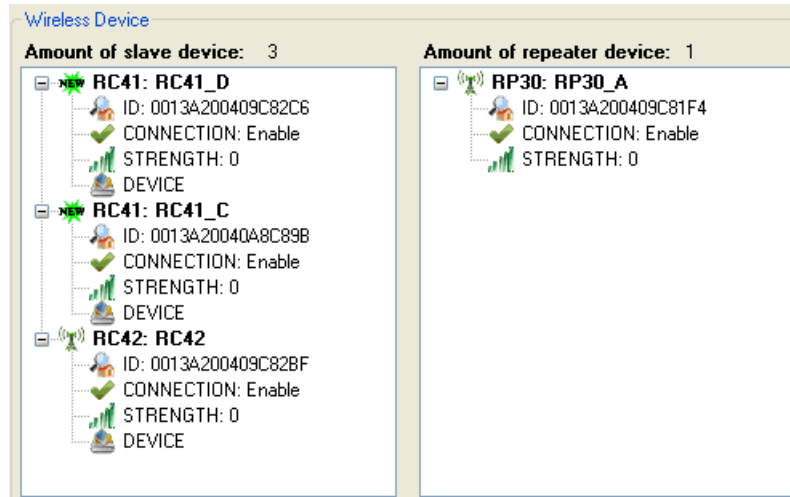 Wireless Device
Amount of slave device: 3
NEW RC41: RC41_D
ID: 0013A200409C82C6
CONNECTION: Enable
STRENGTH: 0
DEVICE
NEW RC41: RC41_C
ID: 0013A20040A8C89B
CONNECTION: Enable
STRENGTH: 0
DEVICE
RC42: RC42
ID: 0013A200409C82BF
CONNECTION: Enable
STRENGTH: 0
DEVICE
Amount of repeater device: 1
RP30: RP30_A
ID: 0013A200409C81F4
CONNECTION: Enable
STRENGTH: 0